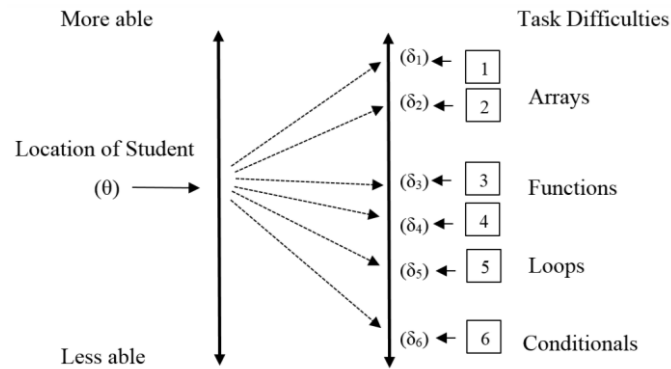 More able
Task Difficulties
(δ1)
1
(δ2)
2
Arrays
Location of Student
(θ)
(δ3)
3
Functions
(δ4)
4
(δ5)
5
Loops
(δ6)
6
Conditionals
Less able